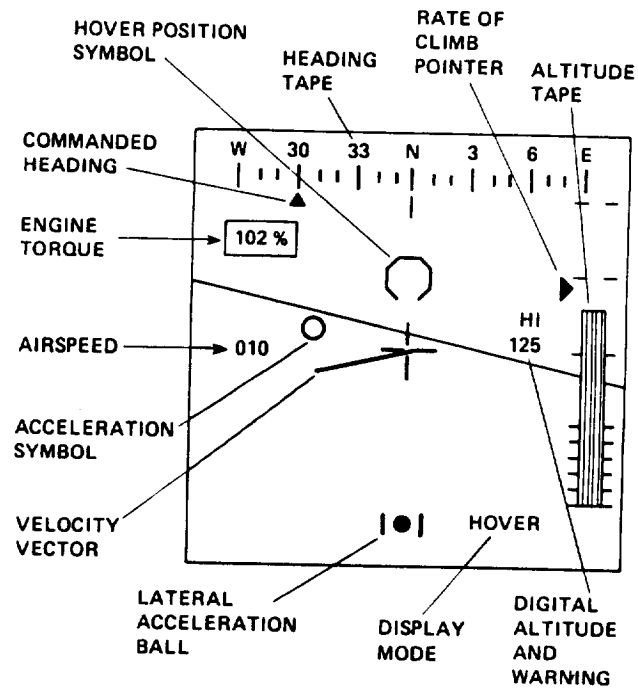 HOVER POSITION
SYMBOL
HEADING
TAPE
RATE OF
CLIMB
POINTER
ALTITUDE
TAPE
COMMANDED
HEADING
W 30 33 N 3 6 E
ENGINE
TORQUE
102 %
HI
125
AIRSPEED
010
ACCELERATION
SYMBOL
VELOCITY
VECTOR
HOVER
LATERAL
ACCELERATION
BALL
DISPLAY
MODE
DIGITAL
ALTITUDE
AND
WARNING